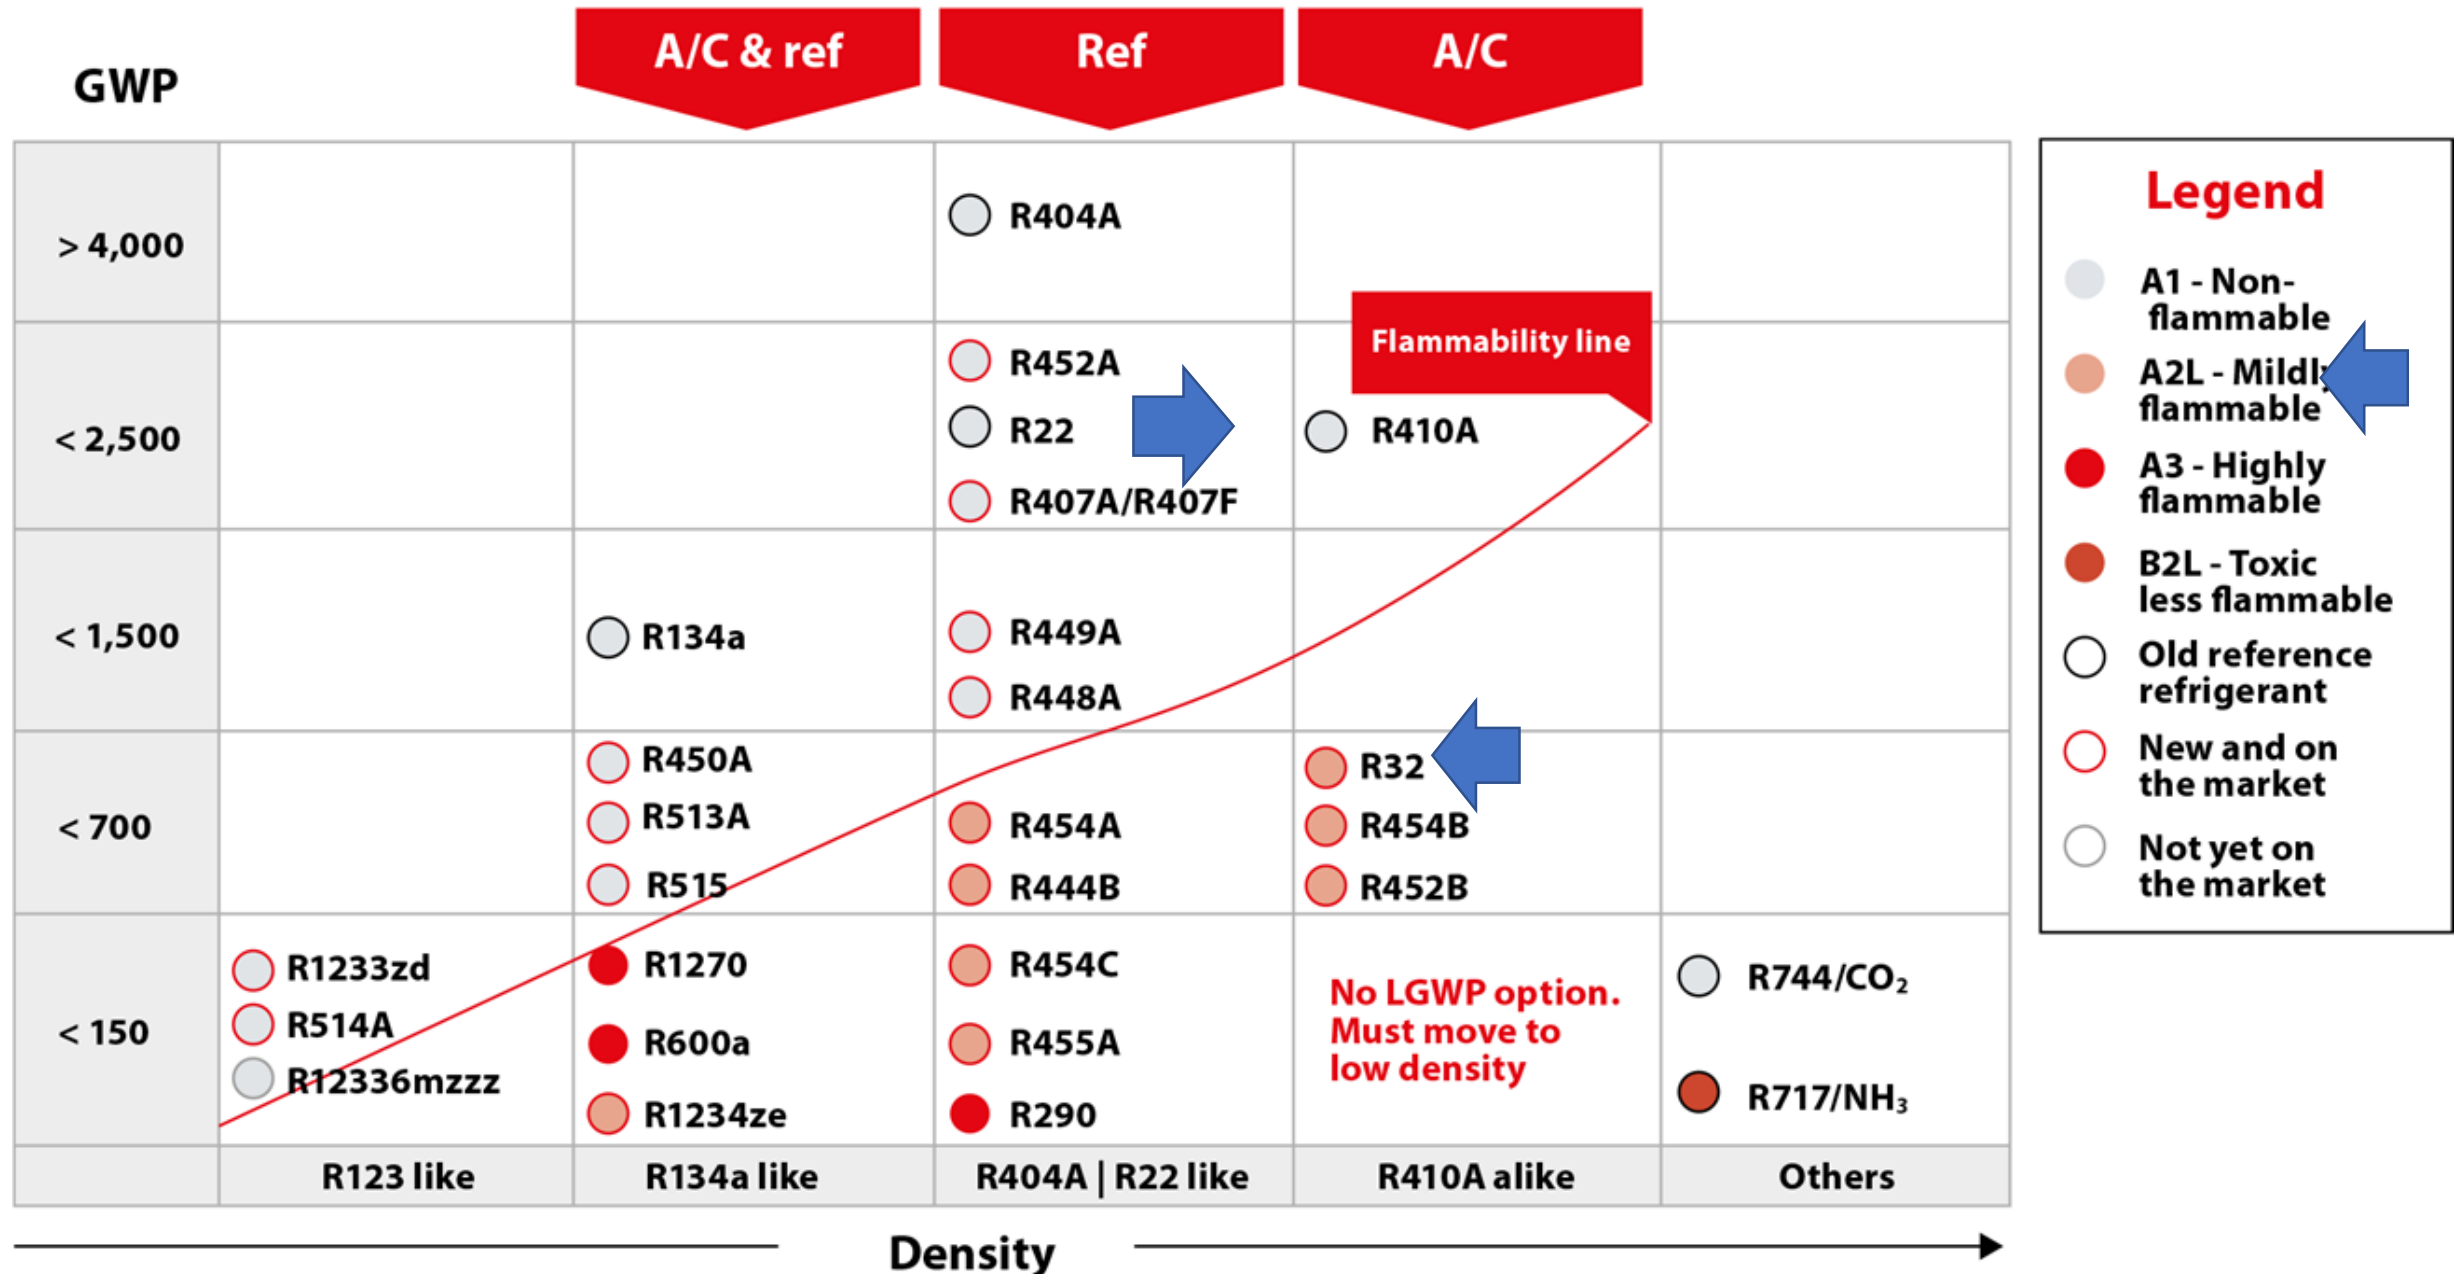 A/C & ref
Ref
A/C
GWP
> 4,000
R404A
< 2,500
R452A
R22
R407A/R407F
Flammability line
R410A
< 1,500
R134a
R449A
R448A
< 700
R450A
R513A
R515
R454A
R444B
R32
R454B
R452B
< 150
R1233zd
R514A
R12336mzzz
R1270
R600a
R1234ze
R454C
R455A
R290
No LGWP option.
Must move to
low density
R744/CO₂
R717/NH₃
R123 like
R134a like
R404A | R22 like
R410A alike
Others
Density
Legend
A1 - Non-
flammable
A2L - Mildly
flammable
A3 - Highly
flammable
B2L - Toxic
less flammable
Old reference
refrigerant
New and on
the market
Not yet on
the market